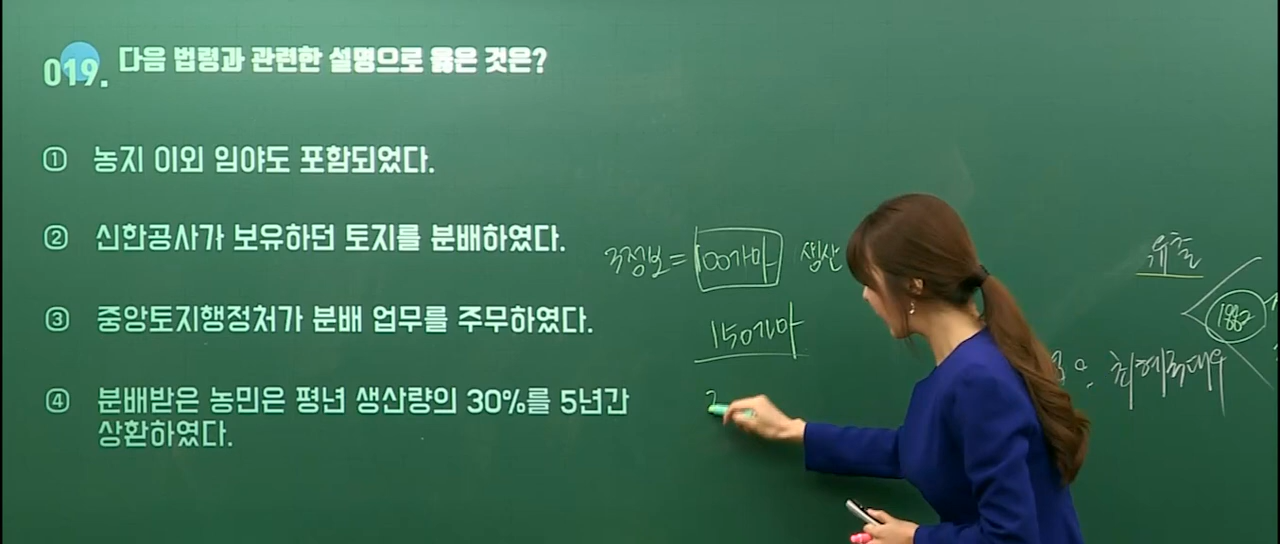 019. 다음 법령과 관련한 설명으로 옳은 것은?
① 농지 이외 임야도 포함되었다.
② 신한공사가 보유하던 토지를 분배하였다.
③ 중앙토지행정처가 분배 업무를 주무하였다.
④ 분배받은 농민은 평년 생산량의 30%를 5년간
상환하였다.
3정보 = 100가마 생산
150가마
유출
1882
최혜국대우